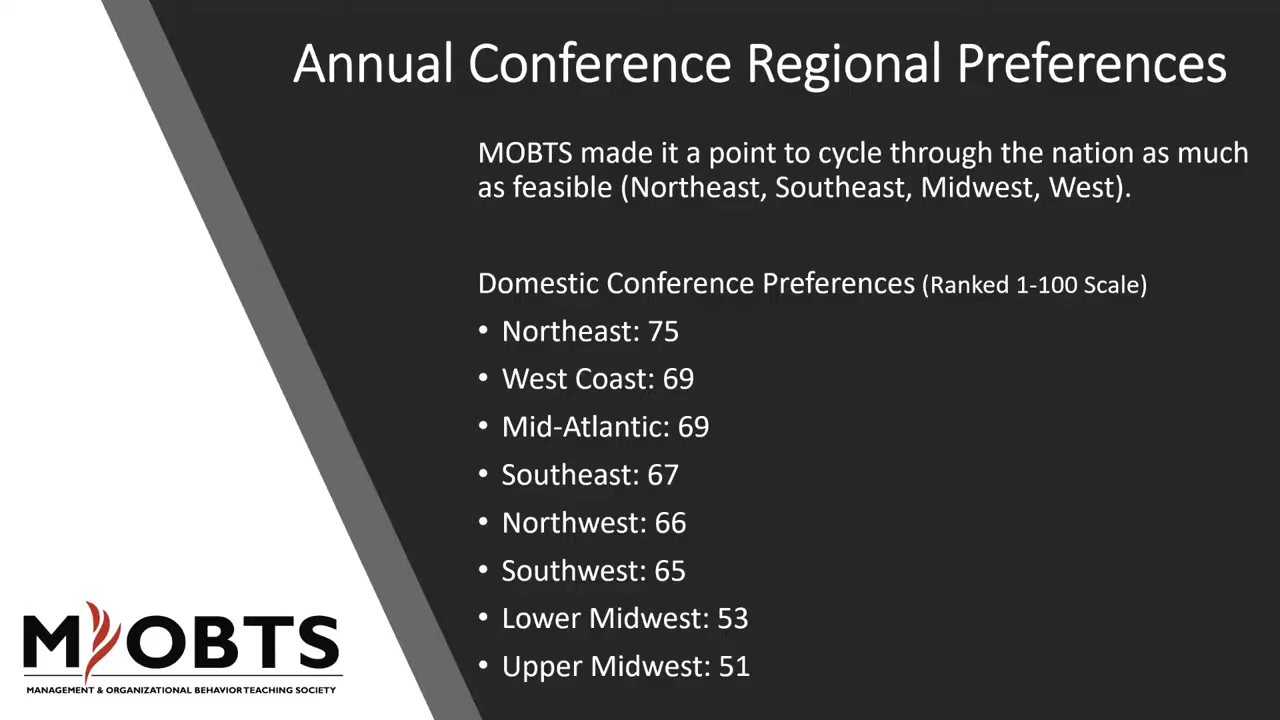 Annual Conference Regional Preferences
MOBTS made it a point to cycle through the nation as much
as feasible (Northeast, Southeast, Midwest, West).
Domestic Conference Preferences (Ranked 1-100 Scale)
• Northeast: 75
• West Coast: 69
• Mid-Atlantic: 69
• Southeast: 67
• Northwest: 66
• Southwest: 65
• Lower Midwest: 53
• Upper Midwest: 51
MOBTS
MANAGEMENT & ORGANIZATIONAL BEHAVIOR TEACHING SOCIETY